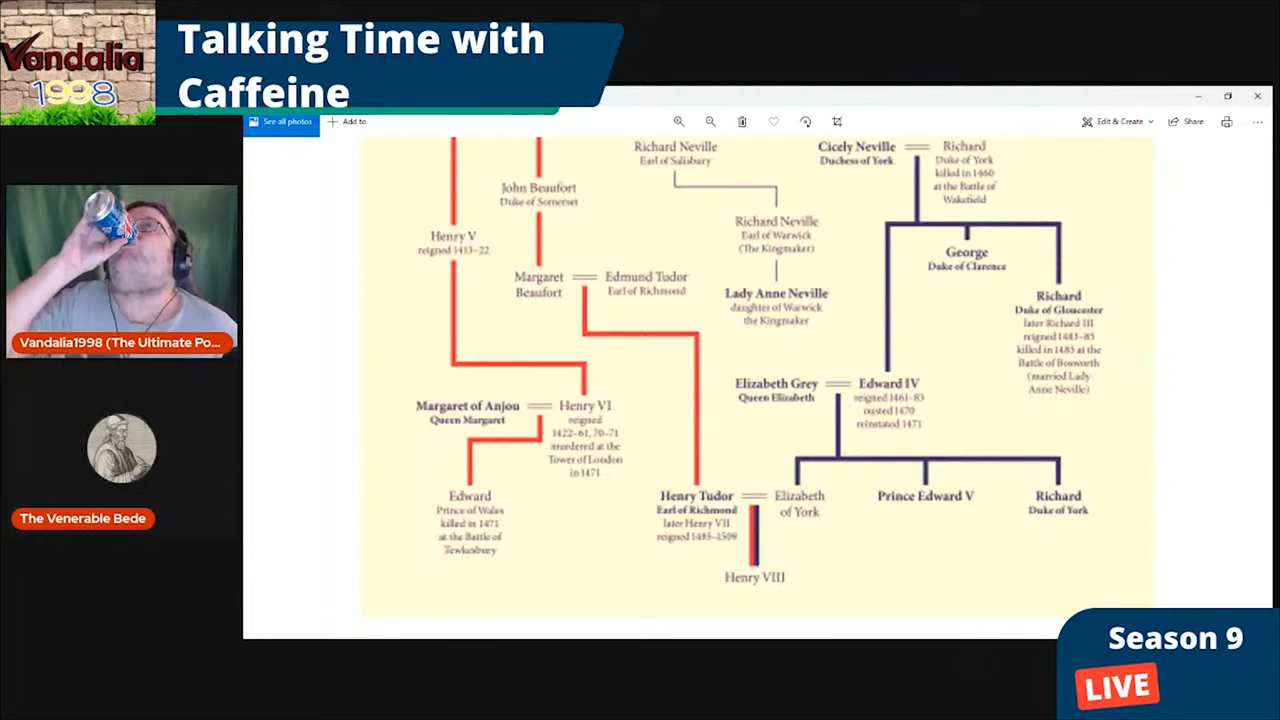 Vandalia
1998
Talking Time with
Caffeine
See all photos
Add to
Edit & Create
Share
Richard Neville
Earl of Salisbury
Cicely Neville
Duchess of York
Richard
Duke of York
killed in 1460
at the Battle of
Wakefield
John Beaufort
Duke of Somerset
Henry V
reigned 1413–22
Richard Neville
Earl of Warwick
(The Kingmaker)
George
Duke of Clarence
Margaret
Beaufort
Edmund Tudor
Earl of Richmond
Lady Anne Neville
daughter of Warwick
the Kingmaker
Richard
Duke of Gloucester
later Richard III
reigned 1483–85
killed in 1485 at the
Battle of Bosworth
(married Lady
Anne Neville)
Vandalia1998 (The Ultimate Po...
Elizabeth Grey
Queen Elizabeth
Edward IV
reigned 1461–83
ousted 1470
reinstated 1471
Margaret of Anjou
Queen Margaret
Henry VI
reigned
1422–61, 70–71
murdered at the
Tower of London
in 1471
Edward
Prince of Wales
killed in 1471
at the Battle of
Tewkesbury
Henry Tudor
Earl of Richmond
later Henry VII
reigned 1485–1509
Elizabeth
of York
Prince Edward V
Richard
Duke of York
The Venerable Bede
Henry VIII
Season 9
LIVE